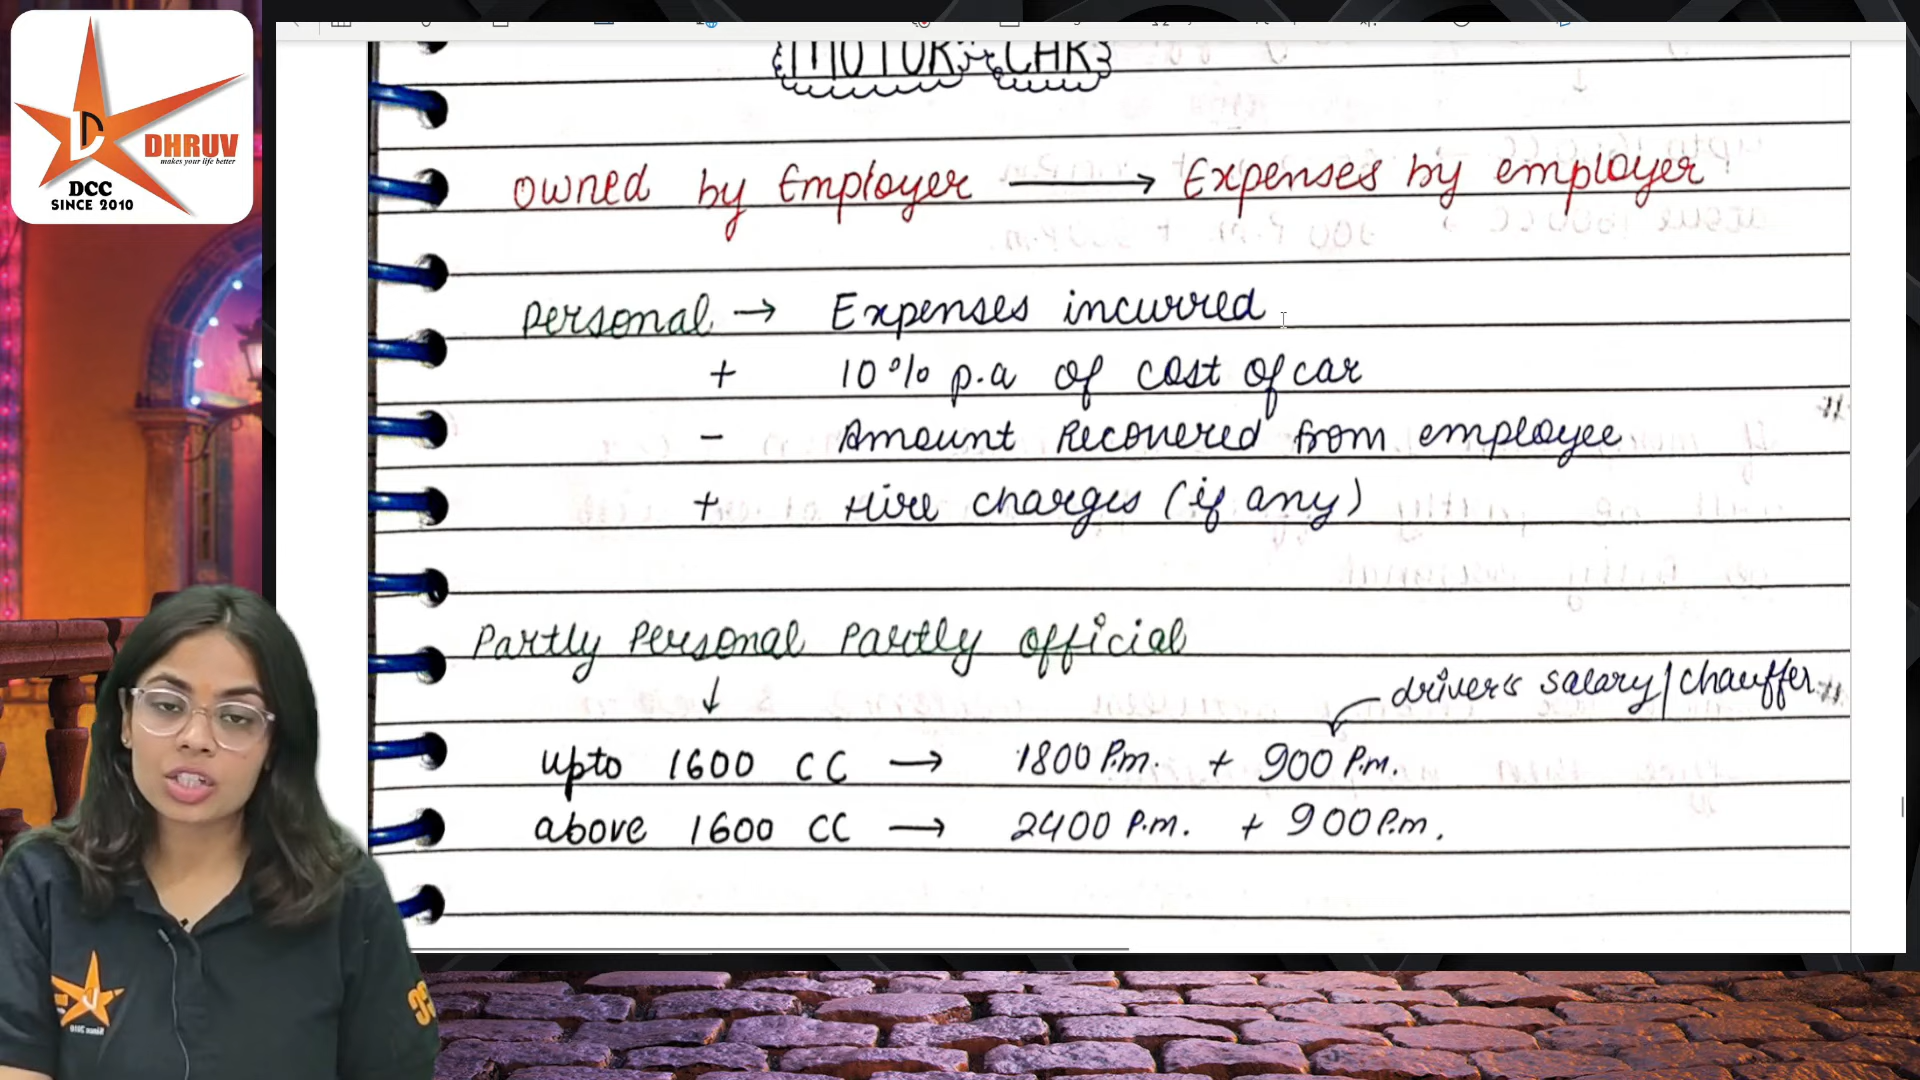 DHRUV
makes your life better
DCC
SINCE 2010
MOTOR CAR
Owned by Employer ⟶ Expenses by employer
Personal → Expenses incurred
+ 10% p.a of cost of car
- Amount Recovered from employee
+ Hire charges (if any)
Partly Personal Partly official
↓
driver's salary/chauffer
upto 1600 CC → 1800 P.m. + 900 P.m.
above 1600 CC → 2400 P.m. + 900 P.m.